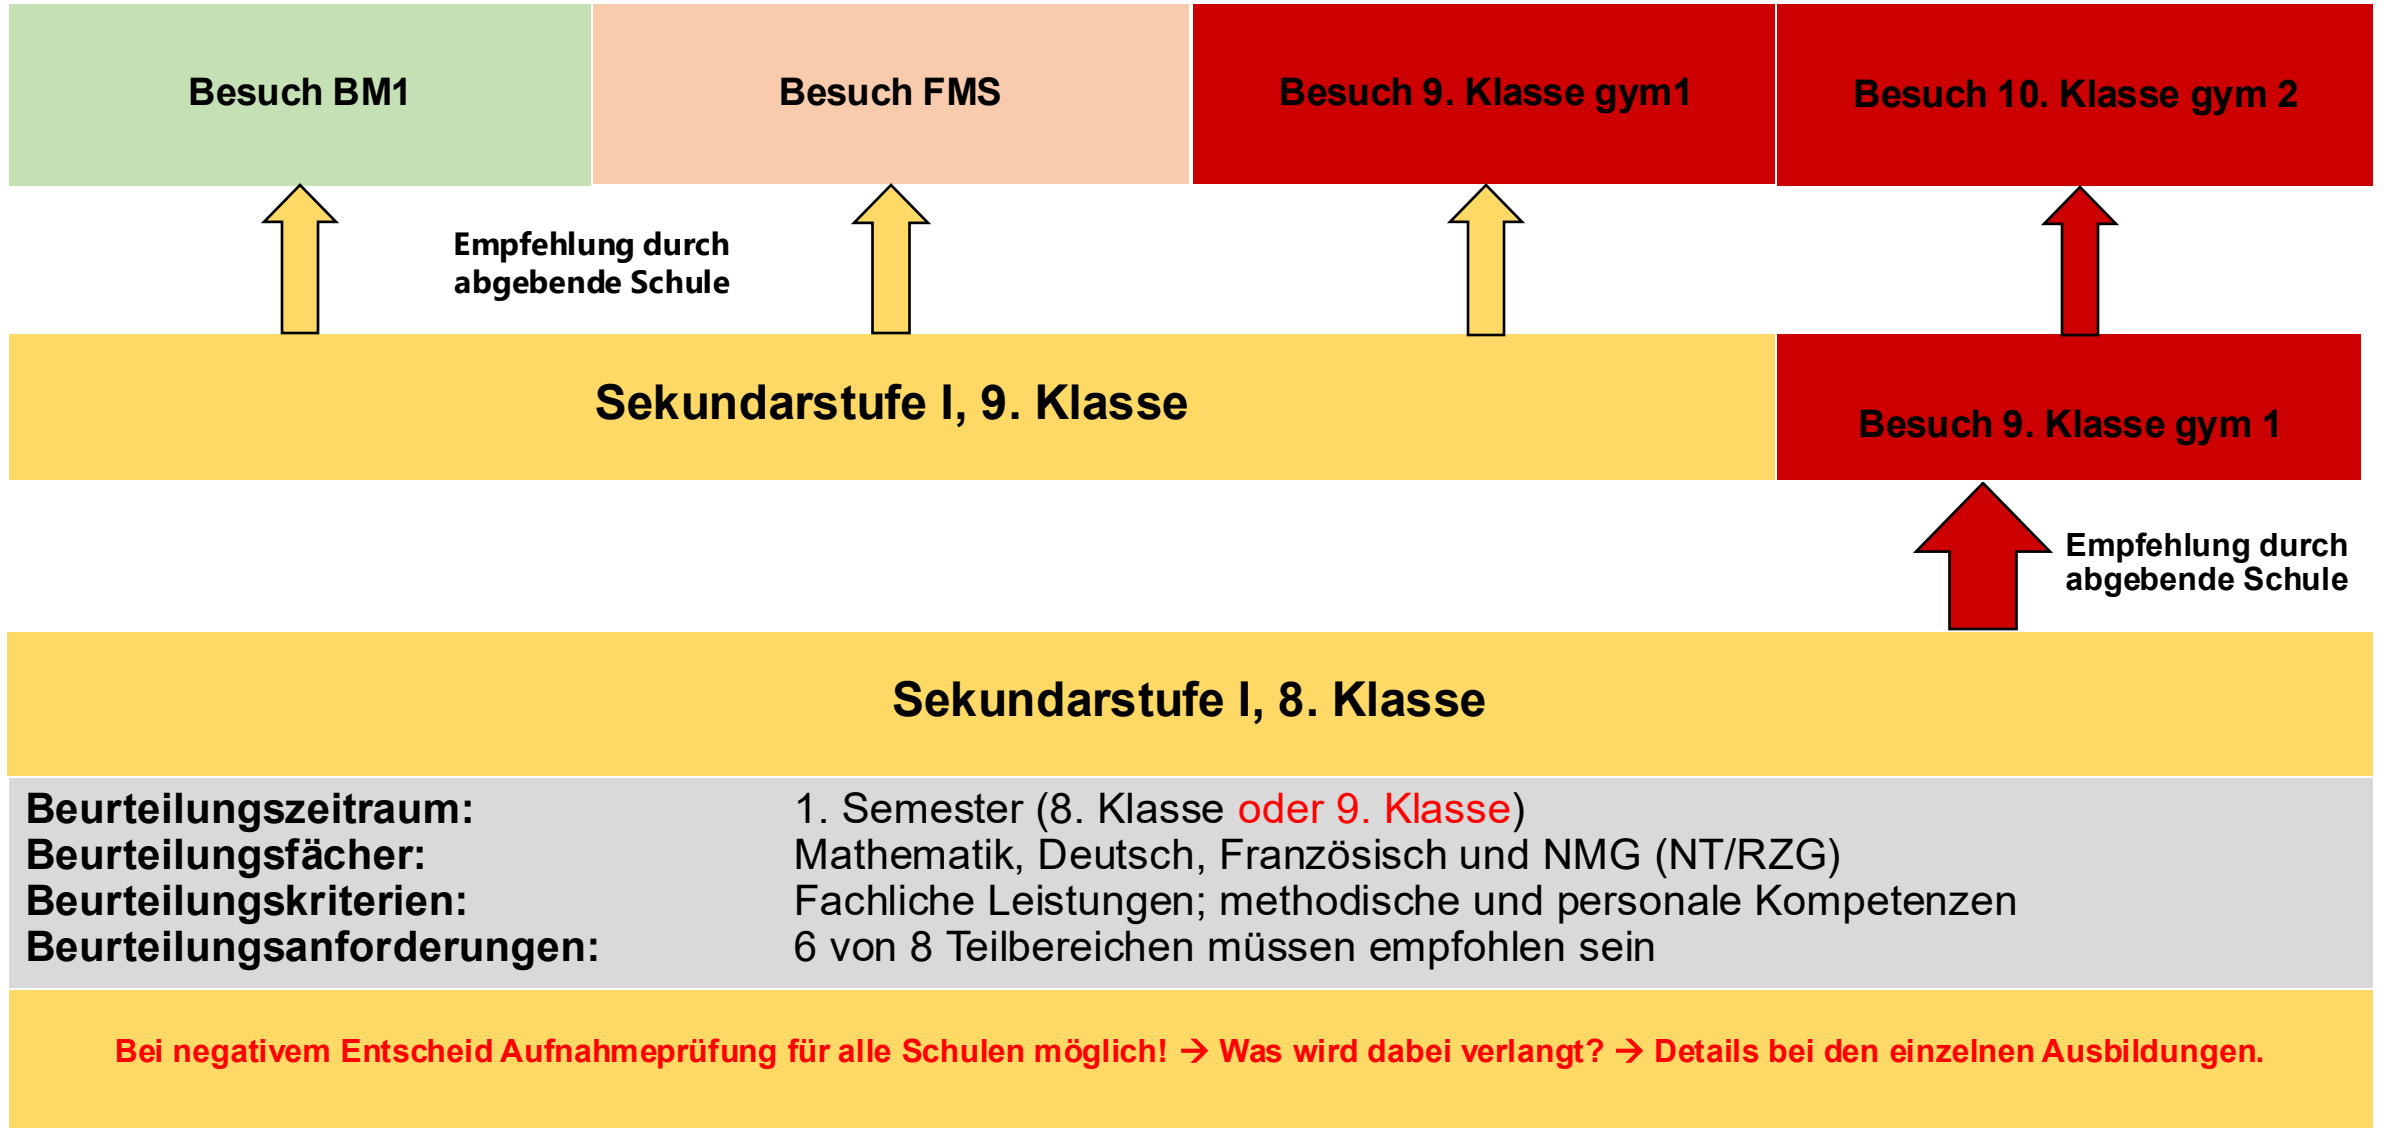 Besuch BM1
Besuch FMS
Besuch 9. Klasse gym1
Besuch 10. Klasse gym 2
Empfehlung durch
abgebende Schule
Sekundarstufe I, 9. Klasse
Besuch 9. Klasse gym 1
Empfehlung durch
abgebende Schule
Sekundarstufe I, 8. Klasse
Beurteilungszeitraum: 1. Semester (8. Klasse oder 9. Klasse)
Beurteilungsfächer: Mathematik, Deutsch, Französisch und NMG (NT/RZG)
Beurteilungskriterien: Fachliche Leistungen; methodische und personale Kompetenzen
Beurteilungsanforderungen: 6 von 8 Teilbereichen müssen empfohlen sein
Bei negativem Entscheid Aufnahmeprüfung für alle Schulen möglich! → Was wird dabei verlangt? → Details bei den einzelnen Ausbildungen.